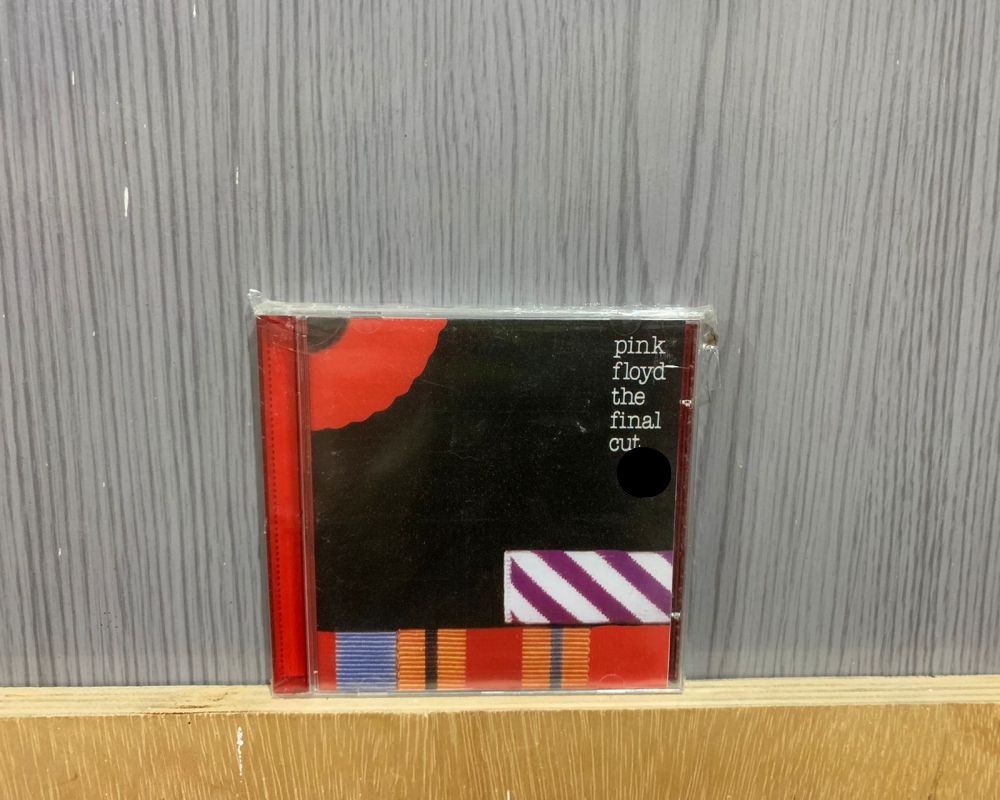 pink
floyd
the
final
cut